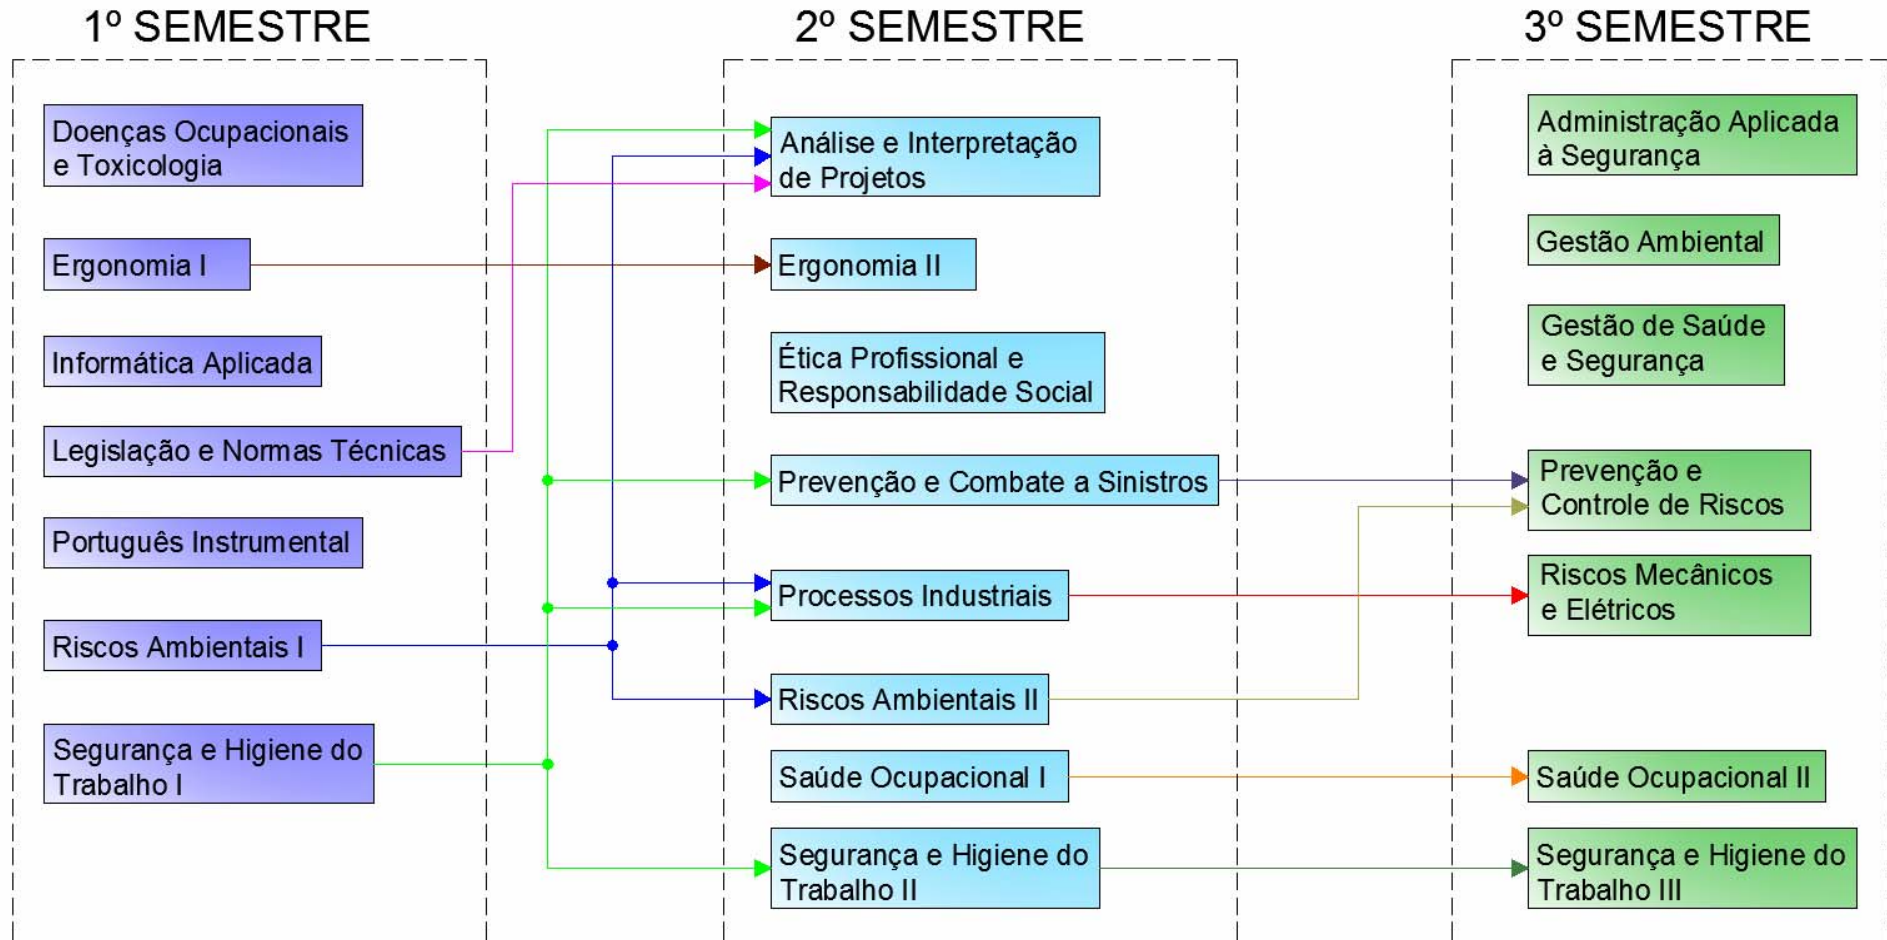 1º SEMESTRE
Doenças Ocupacionais
e Toxicologia
Ergonomia I
Informática Aplicada
Legislação e Normas Técnicas
Português Instrumental
Riscos Ambientais I
Segurança e Higiene do
Trabalho I
2º SEMESTRE
Análise e Interpretação
de Projetos
Ergonomia II
Ética Profissional e
Responsabilidade Social
Prevenção e Combate a Sinistros
Processos Industriais
Riscos Ambientais II
Saúde Ocupacional I
Segurança e Higiene do
Trabalho II
3º SEMESTRE
Administração Aplicada
à Segurança
Gestão Ambiental
Gestão de Saúde
e Segurança
Prevenção e
Controle de Riscos
Riscos Mecânicos
e Elétricos
Saúde Ocupacional II
Segurança e Higiene do
Trabalho III